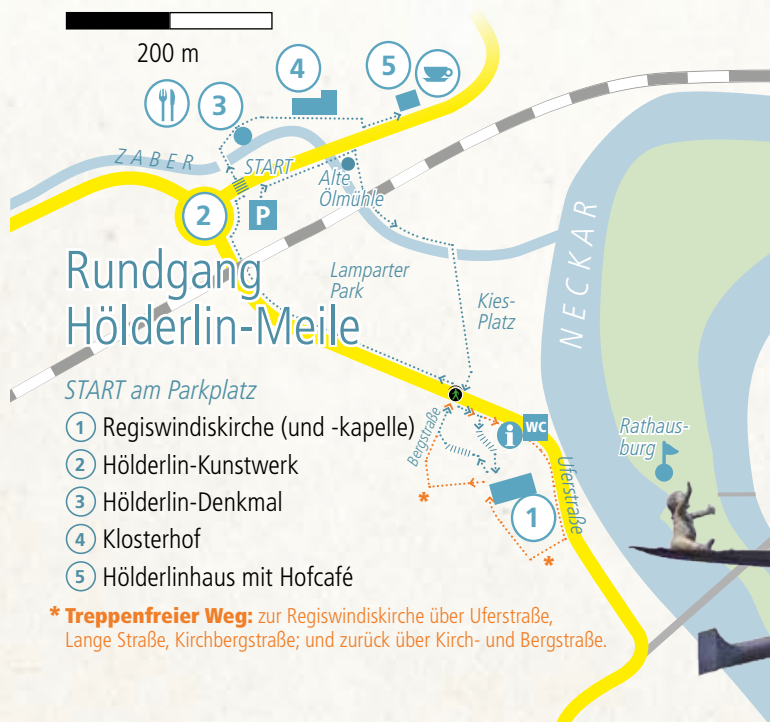 200 m
4
5
3
ZABER
START
Alte
Ölmühle
2
P
NECKAR
Rundgang
Hölderlin-Meile
Lamparter
Park
Kies-
Platz
START am Parkplatz
1 Regiswindiskirche (und -kapelle)
2 Hölderlin-Kunstwerk
3 Hölderlin-Denkmal
4 Klosterhof
5 Hölderlinhaus mit Hofcafé
Bergstraße
i
WC
Rathaus-
burg
Uferstraße
1
*
*
* Treppenfreier Weg: zur Regiswindiskirche über Uferstraße,
Lange Straße, Kirchbergstraße; und zurück über Kirch- und Bergstraße.